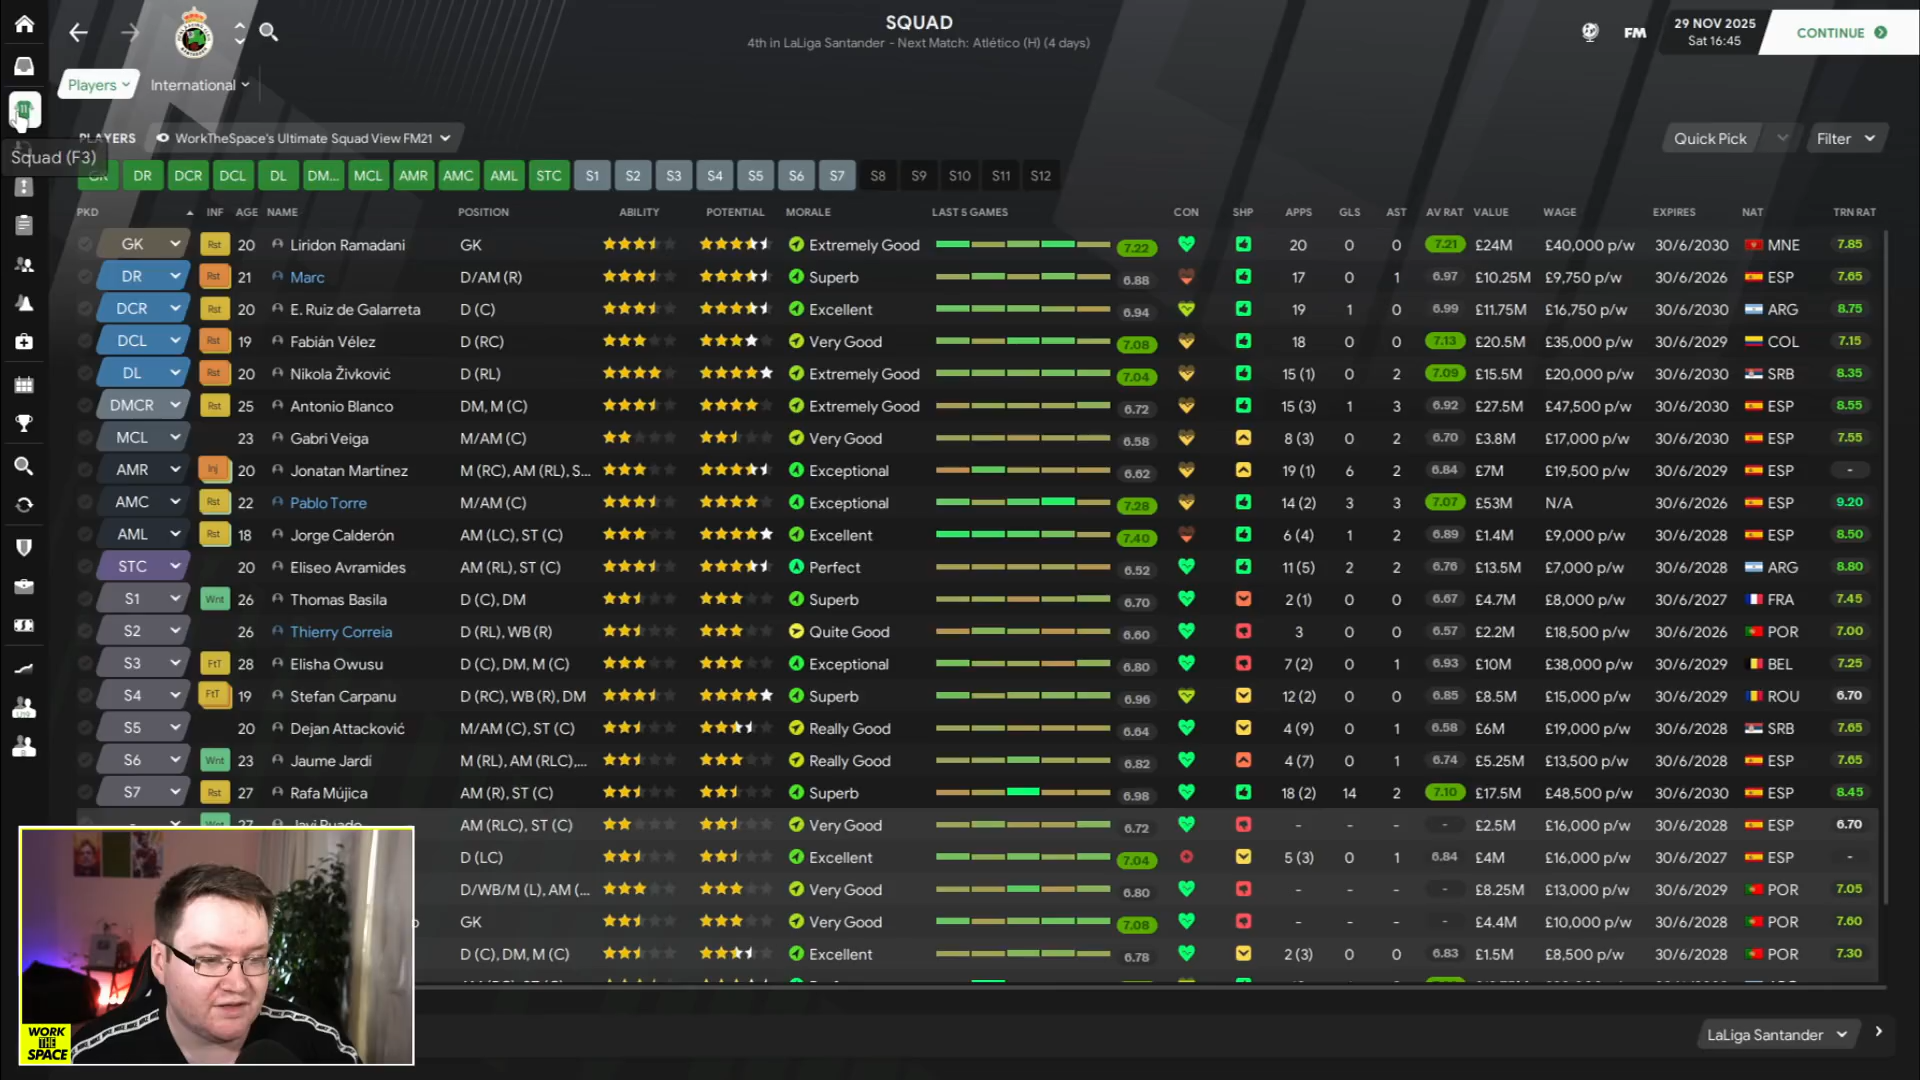 SQUAD
4th in LaLiga Santander - Next Match: Atlético (H) (4 days)
FM
29 NOV 2025
Sat 16:45
CONTINUE
Players
International
PLAYERS
WorkTheSpace's Ultimate Squad View FM21
Quick Pick
Filter
Squad (F3)
GK DR DCR DCL DL DM... MCL AMR AMC AML STC S1 S2 S3 S4 S5 S6 S7 S8 S9 S10 S11 S12
PKD INF AGE NAME POSITION ABILITY POTENTIAL MORALE LAST 5 GAMES CON SHP APPS GLS AST AV RAT VALUE WAGE EXPIRES NAT TRN RAT
GK Rst 20 Liridon Ramadani GK Extremely Good 7.22 20 0 0 7.21 £24M £40,000 p/w 30/6/2030 MNE 7.85
DR Rst 21 Marc D/AM (R) Superb 6.88 17 0 1 6.97 £10.25M £9,750 p/w 30/6/2026 ESP 7.65
DCR Rst 20 E. Ruiz de Galarreta D (C) Excellent 6.94 19 1 0 6.99 £11.75M £16,750 p/w 30/6/2030 ARG 8.75
DCL Rst 19 Fabián Vélez D (RC) Very Good 7.08 18 0 0 7.13 £20.5M £35,000 p/w 30/6/2029 COL 7.15
DL Rst 20 Nikola Živković D (RL) Extremely Good 7.04 15 (1) 0 2 7.09 £15.5M £20,000 p/w 30/6/2030 SRB 8.35
DMCR Rst 25 Antonio Blanco DM, M (C) Extremely Good 6.72 15 (3) 1 3 6.92 £27.5M £47,500 p/w 30/6/2030 ESP 8.55
MCL 23 Gabri Veiga M/AM (C) Very Good 6.58 8 (3) 0 2 6.70 £3.8M £17,000 p/w 30/6/2030 ESP 7.55
AMR Inj 20 Jonatan Martínez M (RC), AM (RL), S... Exceptional 6.62 19 (1) 6 2 6.84 £7M £19,500 p/w 30/6/2029 ESP -
AMC Rst 22 Pablo Torre M/AM (C) Exceptional 7.28 14 (2) 3 3 7.07 £53M N/A 30/6/2026 ESP 9.20
AML Rst 18 Jorge Calderón AM (LC), ST (C) Excellent 7.40 6 (4) 1 2 6.89 £1.4M £9,000 p/w 30/6/2028 ESP 8.50
STC 20 Eliseo Avramides AM (RL), ST (C) Perfect 6.52 11 (5) 2 2 6.76 £13.5M £7,000 p/w 30/6/2028 ARG 8.80
S1 Wnt 26 Thomas Basila D (C), DM Superb 6.70 2 (1) 0 0 6.67 £4.7M £8,000 p/w 30/6/2027 FRA 7.45
S2 26 Thierry Correia D (RL), WB (R) Quite Good 6.60 3 0 0 6.57 £2.2M £18,500 p/w 30/6/2026 POR 7.00
S3 FtT 28 Elisha Owusu D (C), DM, M (C) Exceptional 6.80 7 (2) 0 1 6.93 £10M £38,000 p/w 30/6/2029 BEL 7.25
S4 FtT 19 Stefan Carpanu D (RC), WB (R), DM Superb 6.96 12 (2) 0 0 6.85 £8.5M £15,000 p/w 30/6/2029 ROU 6.70
S5 20 Dejan Attacković M/AM (C), ST (C) Really Good 6.64 4 (9) 0 1 6.58 £6M £19,000 p/w 30/6/2028 SRB 7.65
S6 Wnt 23 Jaume Jardí M (RL), AM (RLC),... Really Good 6.82 4 (7) 0 1 6.74 £5.25M £13,500 p/w 30/6/2028 ESP 7.65
S7 Rst 27 Rafa Mújica AM (R), ST (C) Superb 6.98 18 (2) 14 2 7.10 £17.5M £48,500 p/w 30/6/2030 ESP 8.45
- Wnt 27 Javi Puado AM (RLC), ST (C) Very Good 6.72 - - - - £2.5M £16,000 p/w 30/6/2028 ESP 6.70
D (LC) Excellent 7.04 5 (3) 0 1 6.84 £4M £16,000 p/w 30/6/2027 ESP -
D/WB/M (L), AM (... Very Good 6.80 - - - - £8.25M £13,000 p/w 30/6/2029 POR 7.05
GK Very Good 7.08 - - - - £4.4M £10,000 p/w 30/6/2028 POR 7.60
D (C), DM, M (C) Excellent 6.78 2 (3) 0 0 6.83 £1.5M £8,500 p/w 30/6/2028 POR 7.30
WORK
THE
SPACE
LaLiga Santander